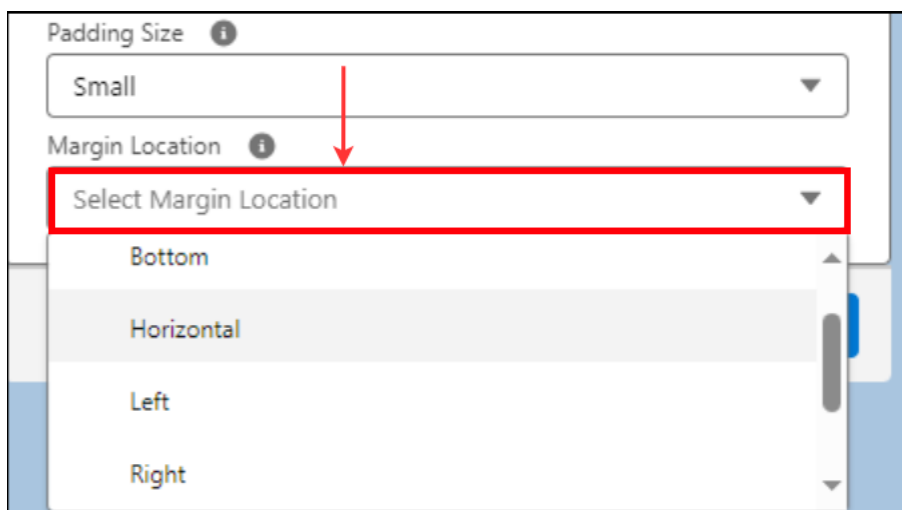 Padding Size
Small
Margin Location
Select Margin Location
Bottom
Horizontal
Left
Right